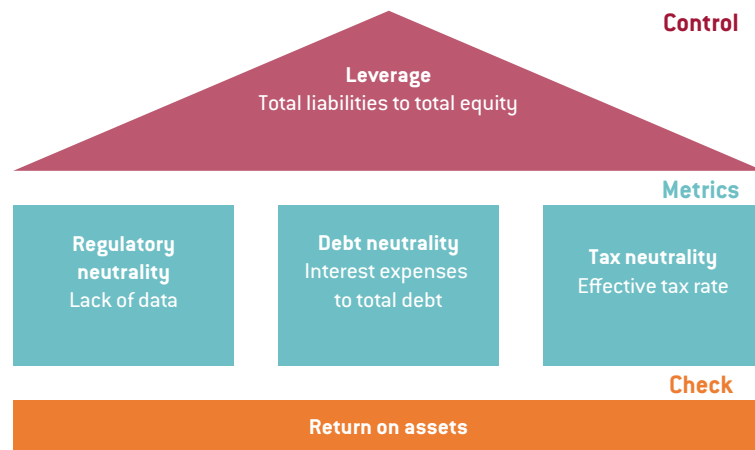 Control
Leverage
Total liabilities to total equity
Metrics
Regulatory
neutrality
Lack of data
Debt neutrality
Interest expenses
to total debt
Tax neutrality
Effective tax rate
Check
Return on assets